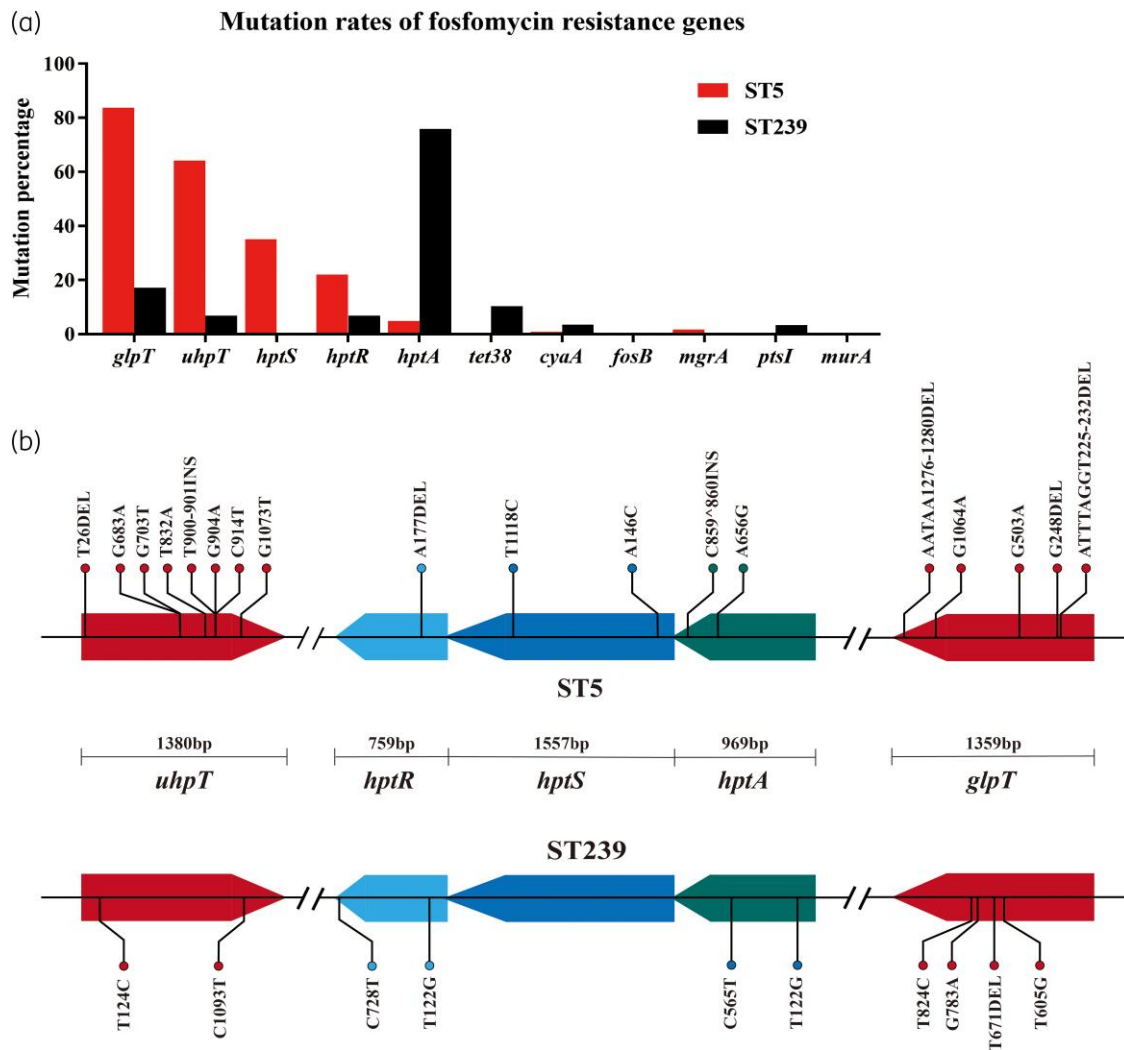 (a)
Mutation rates of fosfomycin resistance genes
Mutation percentage
100
80
60
40
20
0
ST5
ST239
glpT uhpT hptS hptR hptA tet38 cyaA fosB mgrA ptsI murA
(b)
T26DEL
G683A
G703T
T832A
T900-901INS
G904A
C914T
G1073T
A177DEL
T1118C
A146C
C859^860INS
A656G
AATAA1276-1280DEL
G1064A
G503A
G248DEL
ATTTAGGT225-232DEL
ST5
1380bp 759bp 1557bp 969bp 1359bp
uhpT hptR hptS hptA glpT
ST239
T124C
C1093T
C728T
T122G
C565T
T122G
T824C
G783A
T671DEL
T605G